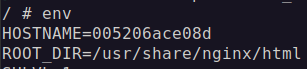 / # env
HOSTNAME=005206ace08d
ROOT_DIR=/usr/share/nginx/html